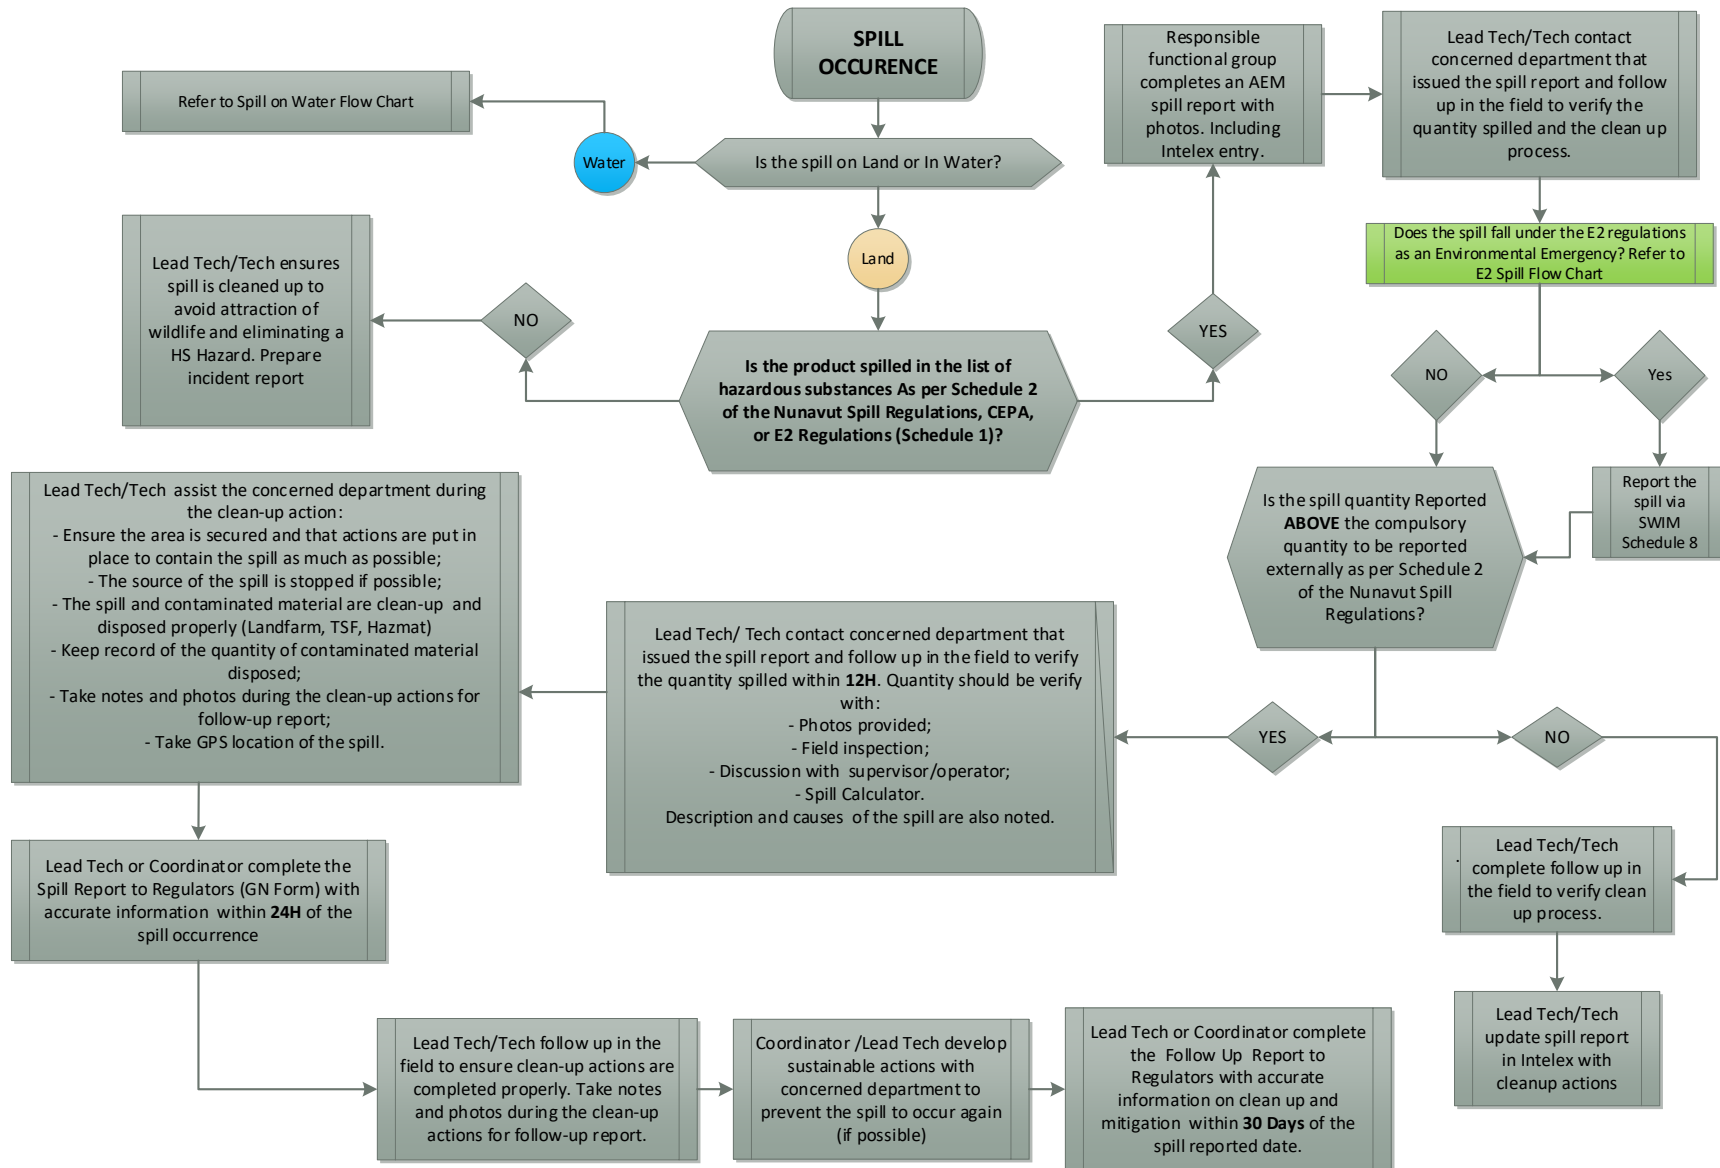 SPILL
OCCURENCE
Refer to Spill on Water Flow Chart
Water
Is the spill on Land or In Water?
Land
Responsible
functional group
completes an AEM
spill report with
photos. Including
Intelex entry.
Lead Tech/Tech contact
concerned department that
issued the spill report and follow
up in the field to verify the
quantity spilled and the clean up
process.
Does the spill fall under the E2 regulations
as an Environmental Emergency? Refer to
E2 Spill Flow Chart
Lead Tech/Tech ensures
spill is cleaned up to
avoid attraction of
wildlife and eliminating a
HS Hazard. Prepare
incident report
NO
Is the product spilled in the list of
hazardous substances As per Schedule 2
of the Nunavut Spill Regulations, CEPA,
or E2 Regulations (Schedule 1)?
YES
NO
Yes
Report the
spill via
SWIM
Schedule 8
Is the spill quantity Reported
ABOVE the compulsory
quantity to be reported
externally as per Schedule 2
of the Nunavut Spill
Regulations?
YES
NO
Lead Tech/ Tech contact concerned department that
issued the spill report and follow up in the field to verify
the quantity spilled within 12H. Quantity should be verify
with:
- Photos provided;
- Field inspection;
- Discussion with supervisor/operator;
- Spill Calculator.
Description and causes of the spill are also noted.
Lead Tech/Tech assist the concerned department during
the clean-up action:
- Ensure the area is secured and that actions are put in
place to contain the spill as much as possible;
- The source of the spill is stopped if possible;
- The spill and contaminated material are clean-up and
disposed properly (Landfarm, TSF, Hazmat)
- Keep record of the quantity of contaminated material
disposed;
- Take notes and photos during the clean-up actions for
follow-up report;
- Take GPS location of the spill.
Lead Tech or Coordinator complete the
Spill Report to Regulators (GN Form) with
accurate information within 24H of the
spill occurrence
.
Lead Tech/Tech
complete follow up in
the field to verify clean
up process.
Lead Tech/Tech
update spill report
in Intelex with
cleanup actions
Lead Tech/Tech follow up in the
field to ensure clean-up actions are
completed properly. Take notes
and photos during the clean-up
actions for follow-up report.
Coordinator /Lead Tech develop
sustainable actions with
concerned department to
prevent the spill to occur again
(if possible)
Lead Tech or Coordinator complete
the Follow Up Report to
Regulators with accurate
information on clean up and
mitigation within 30 Days of the
spill reported date.